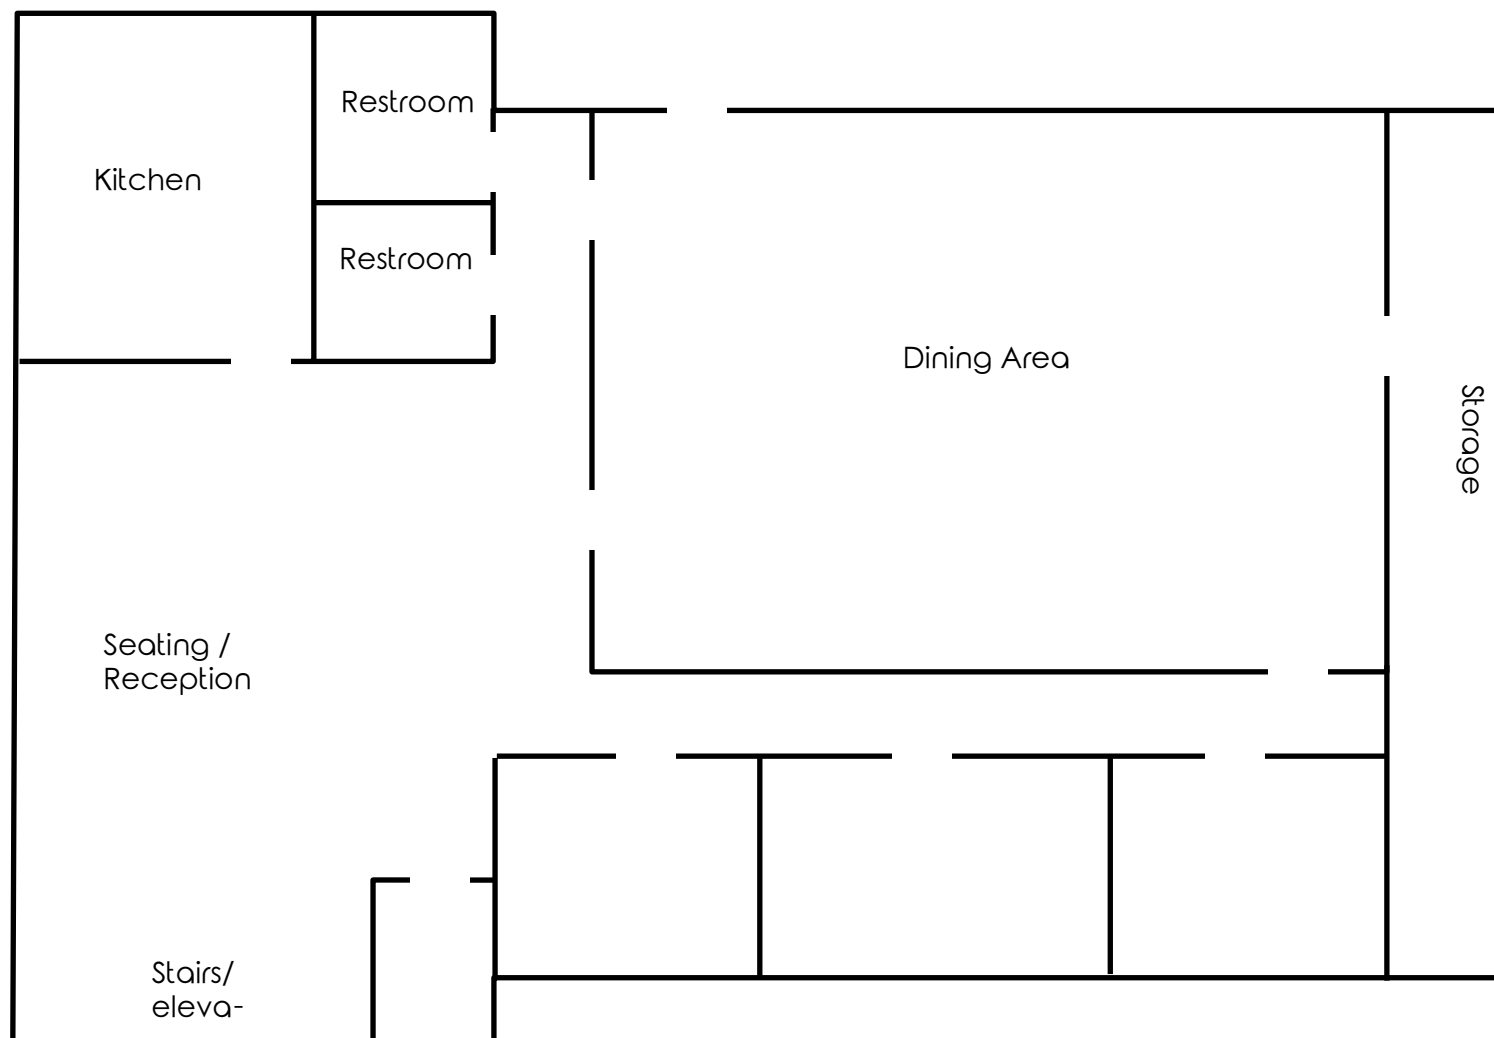 Restroom
Kitchen
Restroom
Dining Area
Storage
Seating /
Reception
Stairs/
eleva-